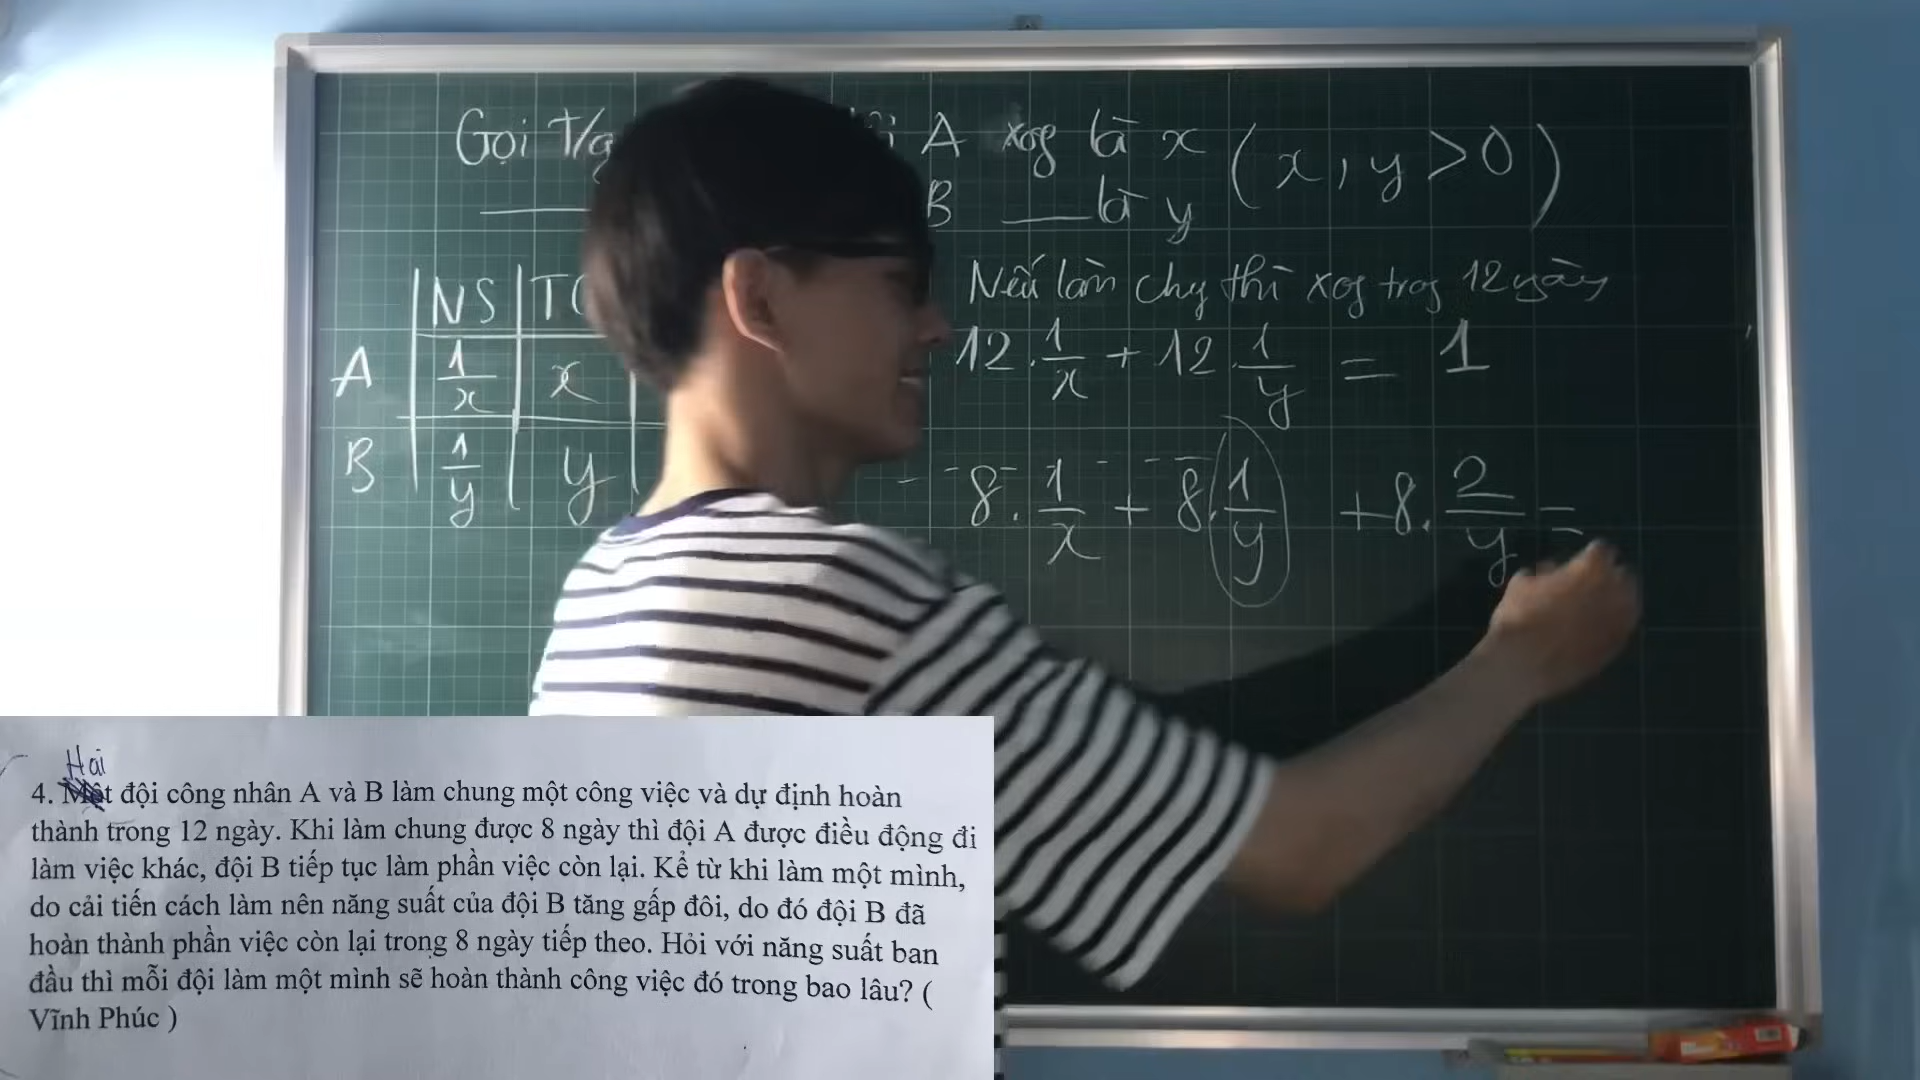 Gọi T/g A xog là x (x, y > 0)
B ___ là y
NS
A 1/x x
B 1/y y
Nếu làm chg thì xog trog 12 ngày
12 . 1/x + 12 . 1/y = 1
8 . 1/x + 8 . 1/y + 8 . 2/y =
Hai
4. Một đội công nhân A và B làm chung một công việc và dự định hoàn
thành trong 12 ngày. Khi làm chung được 8 ngày thì đội A được điều động đi
làm việc khác, đội B tiếp tục làm phần việc còn lại. Kể từ khi làm một mình,
do cải tiến cách làm nên năng suất của đội B tăng gấp đôi, do đó đội B đã
hoàn thành phần việc còn lại trong 8 ngày tiếp theo. Hỏi với năng suất ban
đầu thì mỗi đội làm một mình sẽ hoàn thành công việc đó trong bao lâu? (
Vĩnh Phúc )